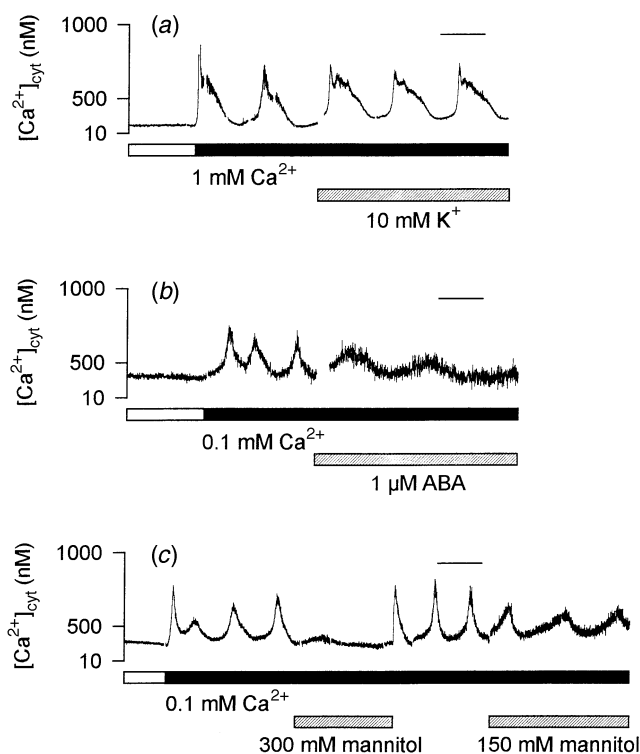 (a)
[Ca²⁺]cyt (nM)
1000
500
10
1 mM Ca²⁺
10 mM K⁺
(b)
[Ca²⁺]cyt (nM)
1000
500
10
0.1 mM Ca²⁺
1 µM ABA
(c)
[Ca²⁺]cyt (nM)
1000
500
10
0.1 mM Ca²⁺
300 mM mannitol
150 mM mannitol